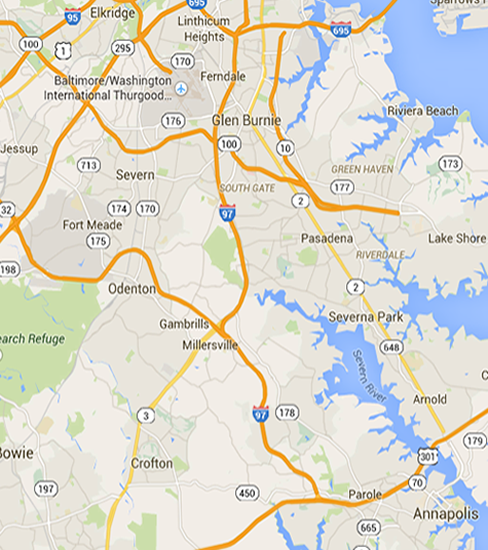 695
Sparrows P
95
Elkridge
Linthicum
Heights
695
100
1
295
170
Ferndale
Baltimore/Washington
International Thurgood...
176
Glen Burnie
Riviera Beach
100
10
Jessup
713
GREEN HAVEN
173
Severn
SOUTH GATE
177
2
32
174
170
97
Fort Meade
175
Pasadena
Lake Shore
RIVERDALE
198
Odenton
2
Gambrills
Severna Park
earch Refuge
Millersville
648
Severn River
3
97
178
Arnold
C
179
301
Bowie
Crofton
70
197
450
Parole
Annapolis
665